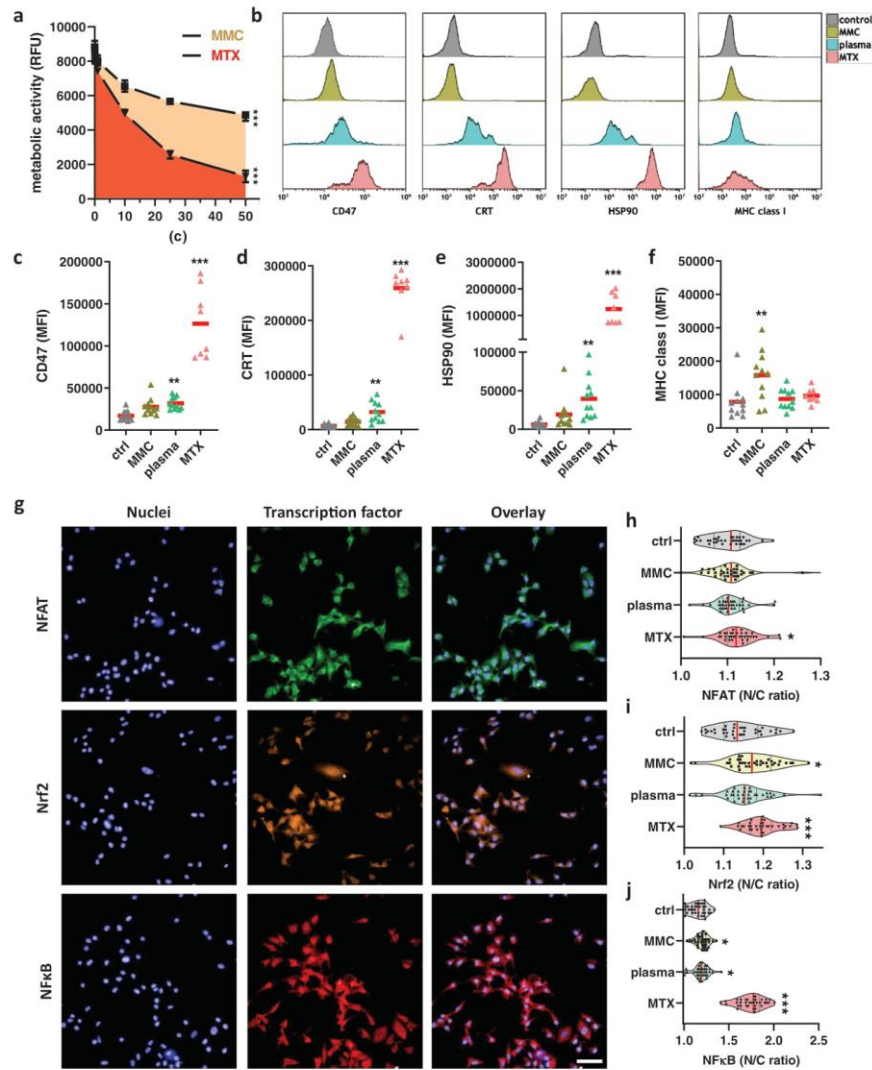 a
MMC
MTX
metabolic activity (RFU)
10000
8000
6000
4000
2000
0
0 10 20 30 40 50
(c)
***
***
b
control
MMC
plasma
MTX
10³ 10⁴ 10⁵ 10⁶
CD47
CRT
HSP90
MHC class I
c
CD47 (MFI)
200000
150000
100000
50000
0
** ***
ctrl MMC plasma MTX
d
CRT (MFI)
300000
200000
100000
0
** ***
ctrl MMC plasma MTX
e
HSP90 (MFI)
3000000
2000000
1000000
100000
50000
0
** ***
ctrl MMC plasma MTX
f
MHC class I (MFI)
50000
40000
30000
20000
10000
0
**
ctrl MMC plasma MTX
g
Nuclei Transcription factor Overlay
NFAT
Nrf2
NFκB
h
ctrl
MMC
plasma
MTX *
1.0 1.1 1.2 1.3
NFAT (N/C ratio)
i
ctrl
MMC *
plasma
MTX ***
1.0 1.1 1.2 1.3
Nrf2 (N/C ratio)
j
ctrl
MMC *
plasma *
MTX ***
1.0 1.5 2.0 2.5
NFκB (N/C ratio)